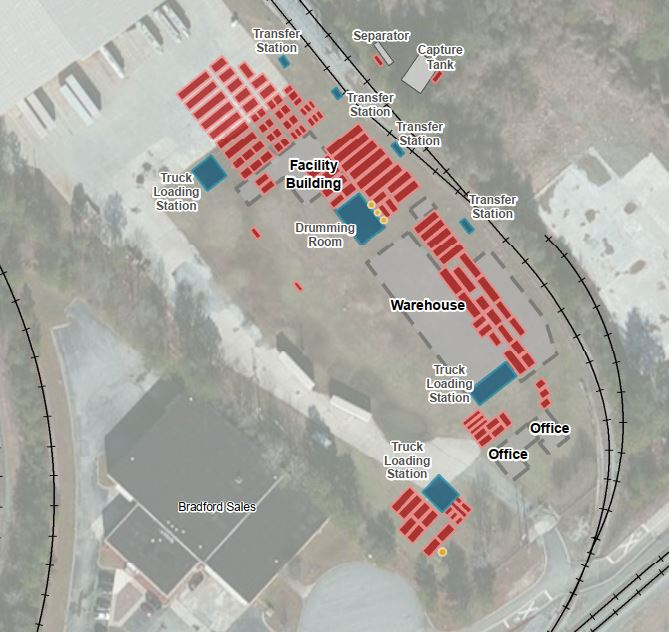 Transfer
Station
Separator
Capture
Tank
Transfer
Station
Transfer
Station
Facility
Building
Truck
Loading
Station
Transfer
Station
Drumming
Room
Warehouse
Truck
Loading
Station
Office
Office
Truck
Loading
Station
Bradford Sales